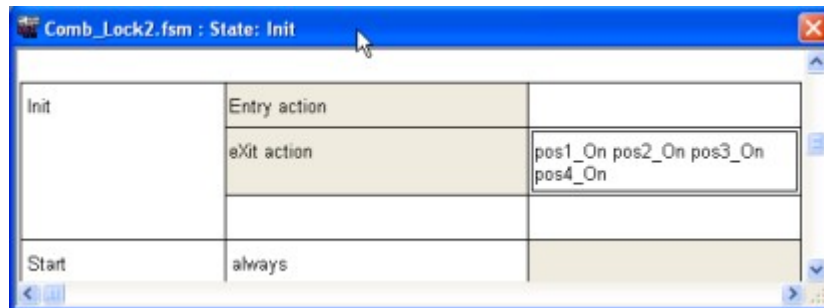 Comb_Lock2.fsm : State: Init
Init Entry action
eXit action pos1_On pos2_On pos3_On
pos4_On
Start always